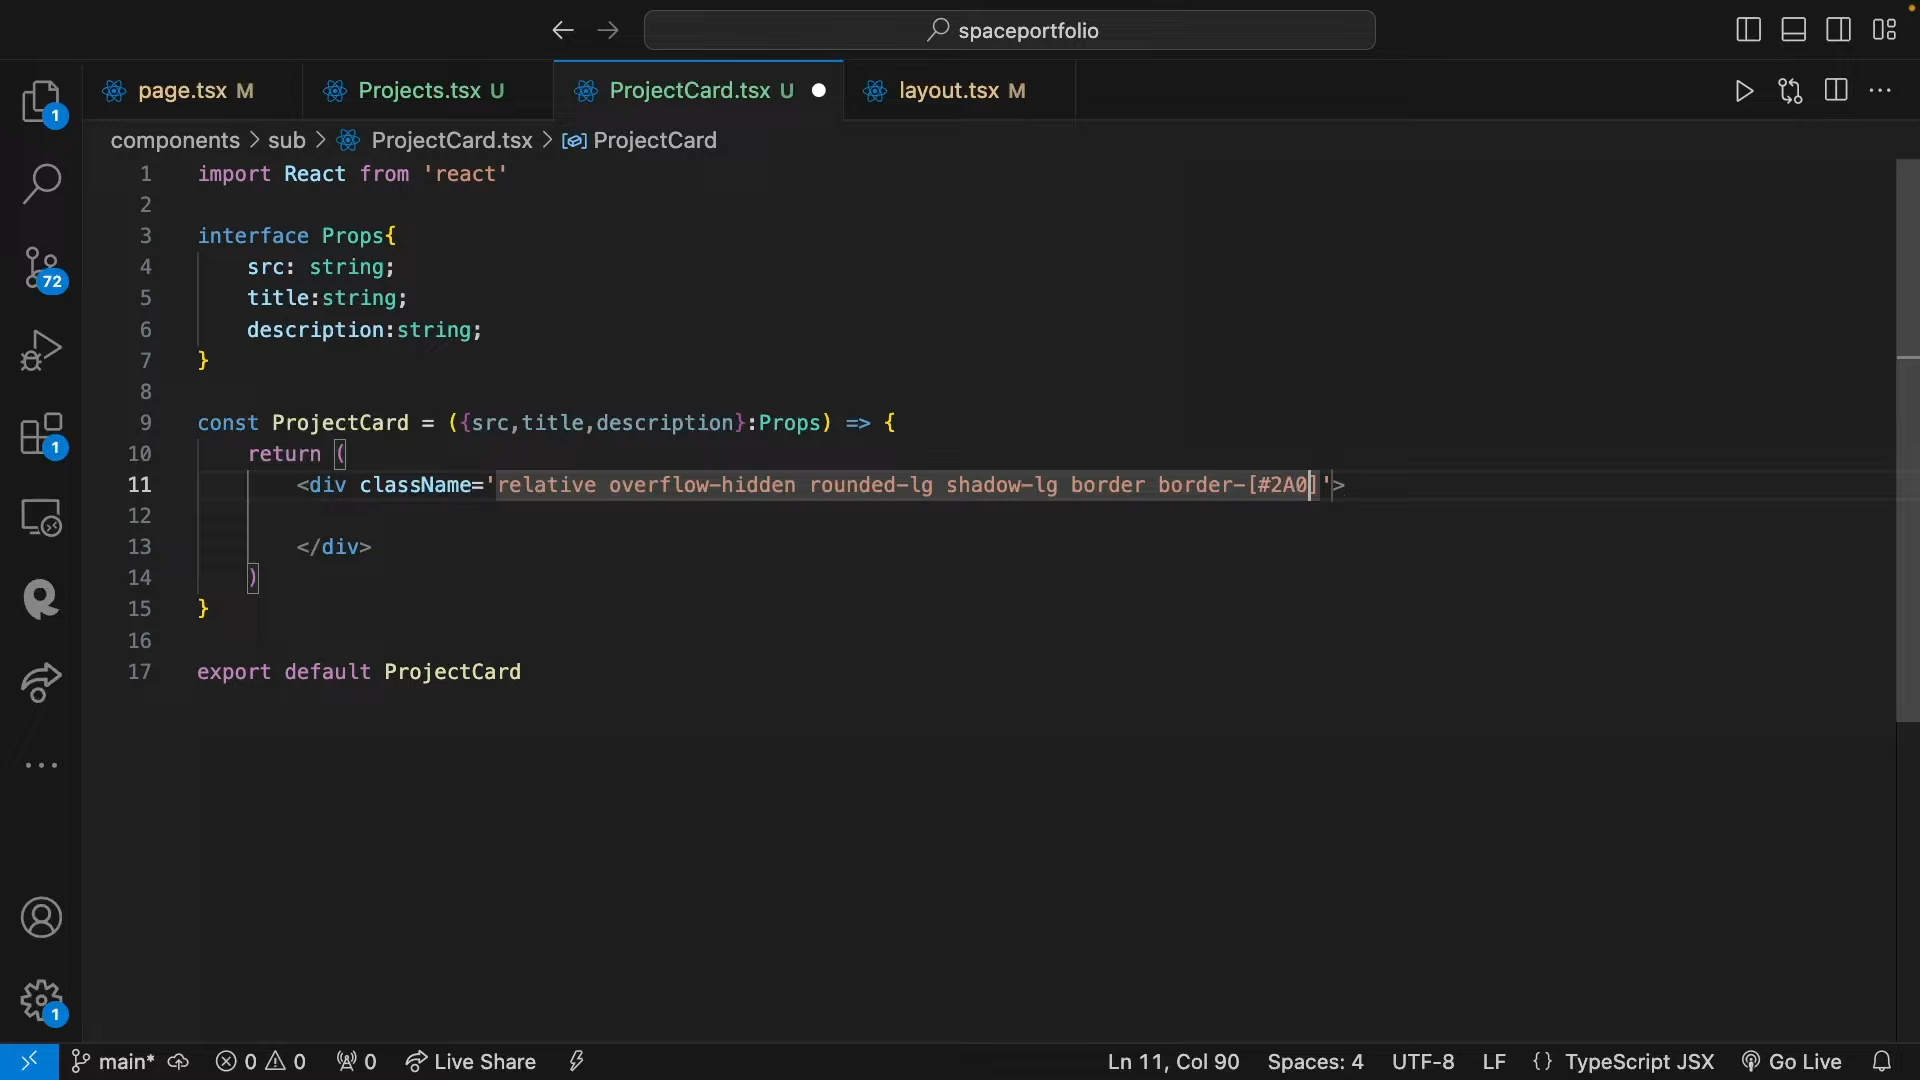 spaceportfolio
page.tsx M
Projects.tsx U
ProjectCard.tsx U
layout.tsx M
components > sub > ProjectCard.tsx > ProjectCard
1 import React from 'react'
2
3 interface Props{
4 src: string;
5 title:string;
6 description:string;
7 }
8
9 const ProjectCard = ({src,title,description}:Props) => {
10 return (
11 <div className='relative overflow-hidden rounded-lg shadow-lg border border-[#2A0]'>
12
13 </div>
14 )
15 }
16
17 export default ProjectCard
1
72
1
1
main* 0 0 0 Live Share Ln 11, Col 90 Spaces: 4 UTF-8 LF {} TypeScript JSX Go Live